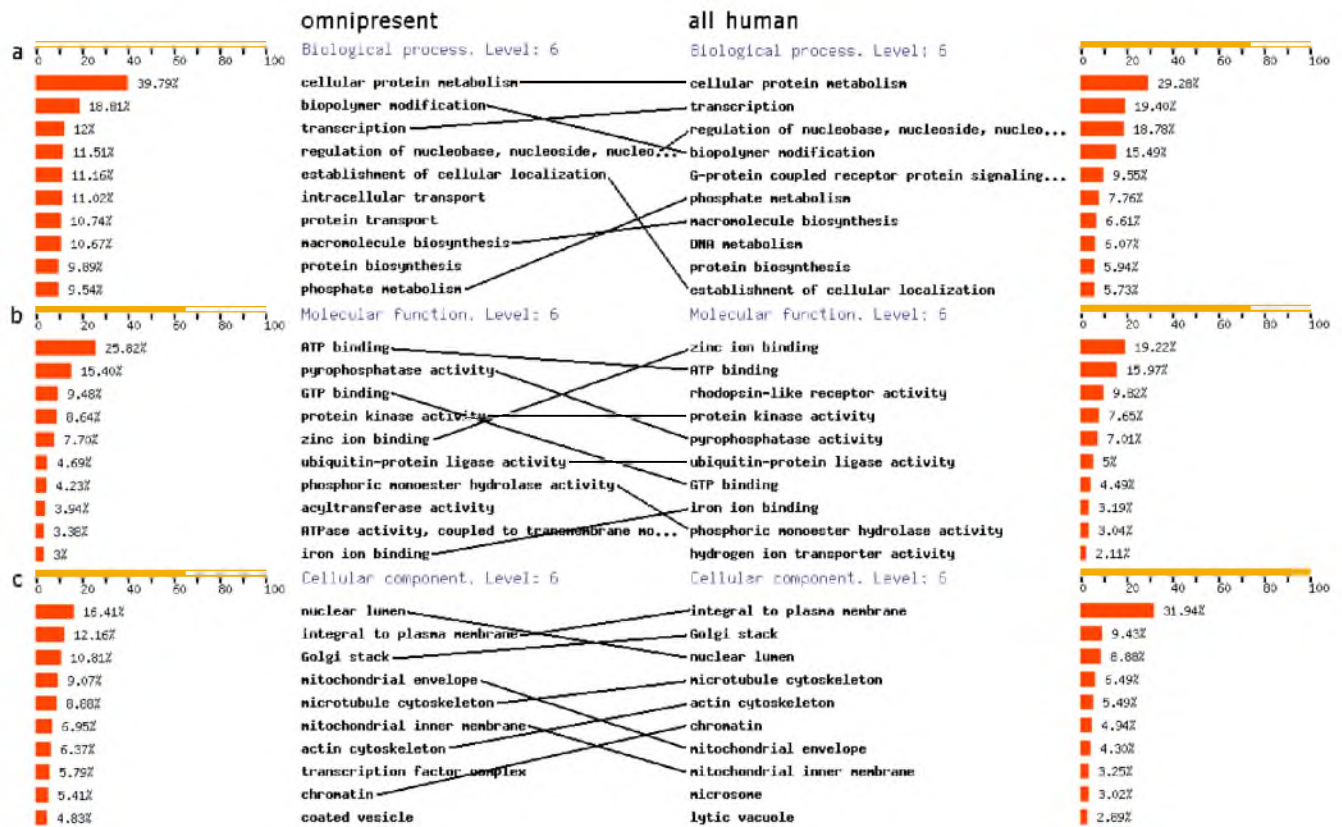 omnipresent all human
a Biological process. Level: 6 Biological process. Level: 6
0 20 40 60 80 100 0 20 40 60 80 100
39.79% cellular protein metabolism cellular protein metabolism 29.28%
18.81% biopolymer modification transcription 19.40%
12% transcription regulation of nucleobase, nucleoside, nucleo... 18.78%
11.51% regulation of nucleobase, nucleoside, nucleo... biopolymer modification 15.49%
11.16% establishment of cellular localization G-protein coupled receptor protein signaling... 9.55%
11.02% intracellular transport phosphate metabolism 7.76%
10.74% protein transport macromolecule biosynthesis 6.61%
10.67% macromolecule biosynthesis DNA metabolism 6.07%
9.89% protein biosynthesis protein biosynthesis 5.94%
9.54% phosphate metabolism establishment of cellular localization 5.73%
b Molecular function. Level: 6 Molecular function. Level: 6
0 20 40 60 80 100 0 20 40 60 80 100
25.82% ATP binding zinc ion binding 19.22%
15.40% pyrophosphatase activity ATP binding 15.97%
9.48% GTP binding rhodopsin-like receptor activity 9.82%
8.64% protein kinase activity protein kinase activity 7.65%
7.70% zinc ion binding pyrophosphatase activity 7.01%
4.69% ubiquitin-protein ligase activity ubiquitin-protein ligase activity 5%
4.23% phosphoric monoester hydrolase activity GTP binding 4.49%
3.94% acyltransferase activity iron ion binding 3.19%
3.38% ATPase activity, coupled to transmembrane mo... phosphoric monoester hydrolase activity 3.04%
3% iron ion binding hydrogen ion transporter activity 2.11%
c Cellular component. Level: 6 Cellular component. Level: 6
0 20 40 60 80 100 0 20 40 60 80 100
16.41% nuclear lumen integral to plasma membrane 31.94%
12.16% integral to plasma membrane Golgi stack 9.43%
10.81% Golgi stack nuclear lumen 8.88%
9.07% mitochondrial envelope microtubule cytoskeleton 6.49%
8.88% microtubule cytoskeleton actin cytoskeleton 5.49%
6.95% mitochondrial inner membrane chromatin 4.94%
6.37% actin cytoskeleton mitochondrial envelope 4.30%
5.79% transcription factor complex mitochondrial inner membrane 3.25%
5.41% chromatin microsome 3.02%
4.83% coated vesicle lytic vacuole 2.89%